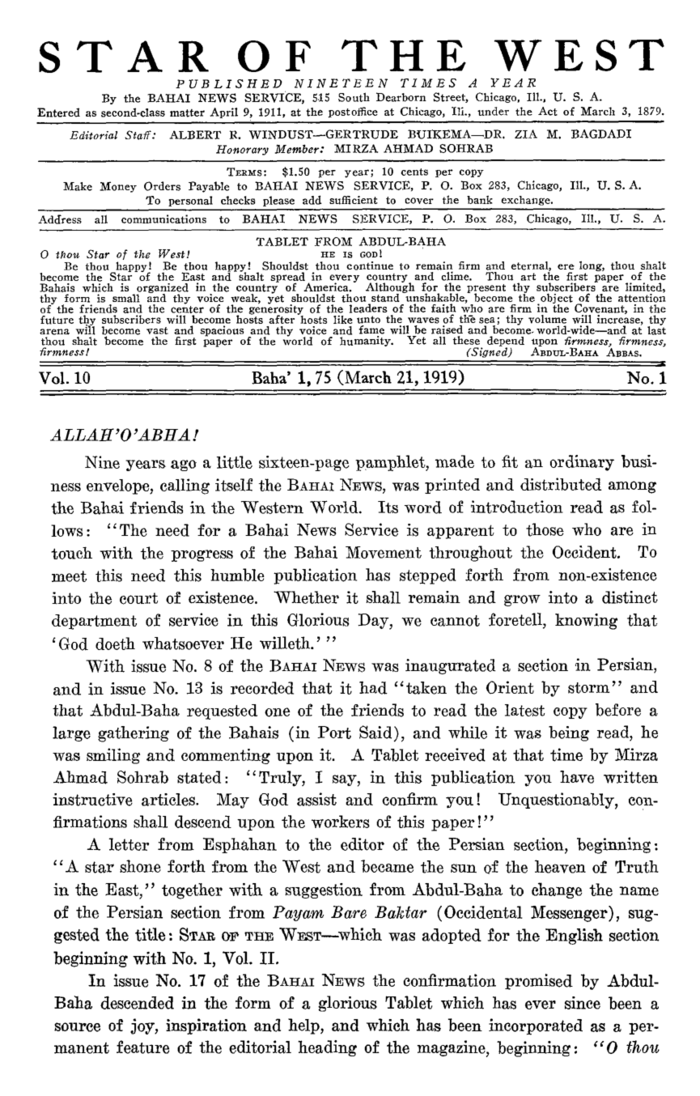 STAR OF THE WEST
PUBLISHED NINETEEN TIMES A YEAR
By the BAHAI NEWS SERVICE, 515 South Dearborn Street, Chicago, Ill., U. S. A.
Entered as second-class matter April 9, 1911, at the postoffice at Chicago, Ill., under the Act of March 3, 1879.
Editorial Staff: ALBERT R. WINDUST—GERTRUDE BUIKEMA—DR. ZIA M. BAGDADI
Honorary Member: MIRZA AHMAD SOHRAB
TERMS: $1.50 per year; 10 cents per copy
Make Money Orders Payable to BAHAI NEWS SERVICE, P. O. Box 283, Chicago, Ill., U. S. A.
To personal checks please add sufficient to cover the bank exchange.
Address all communications to BAHAI NEWS SERVICE, P. O. Box 283, Chicago, Ill., U. S. A.
TABLET FROM ABDUL-BAHA
O thou Star of the West! HE IS GOD!
Be thou happy! Be thou happy! Shouldst thou continue to remain firm and eternal, ere long, thou shalt
become the Star of the East and shalt spread in every country and clime. Thou art the first paper of the
Bahais which is organized in the country of America. Although for the present thy subscribers are limited,
thy form is small and thy voice weak, yet shouldst thou stand unshakable, become the object of the attention
of the friends and the center of the generosity of the leaders of the faith who are firm in the Covenant, in the
future thy subscribers will become hosts after hosts like unto the waves of the sea; thy volume will increase, thy
arena will become vast and spacious and thy voice and fame will be raised and become world-wide—and at last
thou shalt become the first paper of the world of humanity. Yet all these depend upon firmness, firmness,
firmness! (Signed) ABDUL-BAHA ABBAS.
Vol. 10 Baha' 1, 75 (March 21, 1919) No. 1
ALLAH'O'ABHA!
Nine years ago a little sixteen-page pamphlet, made to fit an ordinary busi-
ness envelope, calling itself the BAHAI NEWS, was printed and distributed among
the Bahai friends in the Western World. Its word of introduction read as fol-
lows: "The need for a Bahai News Service is apparent to those who are in
touch with the progress of the Bahai Movement throughout the Occident. To
meet this need this humble publication has stepped forth from non-existence
into the court of existence. Whether it shall remain and grow into a distinct
department of service in this Glorious Day, we cannot foretell, knowing that
'God doeth whatsoever He willeth.' "
With issue No. 8 of the BAHAI NEWS was inaugurated a section in Persian,
and in issue No. 13 is recorded that it had "taken the Orient by storm" and
that Abdul-Baha requested one of the friends to read the latest copy before a
large gathering of the Bahais (in Port Said), and while it was being read, he
was smiling and commenting upon it. A Tablet received at that time by Mirza
Ahmad Sohrab stated: "Truly, I say, in this publication you have written
instructive articles. May God assist and confirm you! Unquestionably, con-
firmations shall descend upon the workers of this paper!"
A letter from Esphahan to the editor of the Persian section, beginning:
"A star shone forth from the West and became the sun of the heaven of Truth
in the East," together with a suggestion from Abdul-Baha to change the name
of the Persian section from Payam Bare Baktar (Occidental Messenger), sug-
gested the title: STAR OF THE WEST—which was adopted for the English section
beginning with No. 1, Vol. II.
In issue No. 17 of the BAHAI NEWS the confirmation promised by Abdul-
Baha descended in the form of a glorious Tablet which has ever since been a
source of joy, inspiration and help, and which has been incorporated as a per-
manent feature of the editorial heading of the magazine, beginning: "O thou